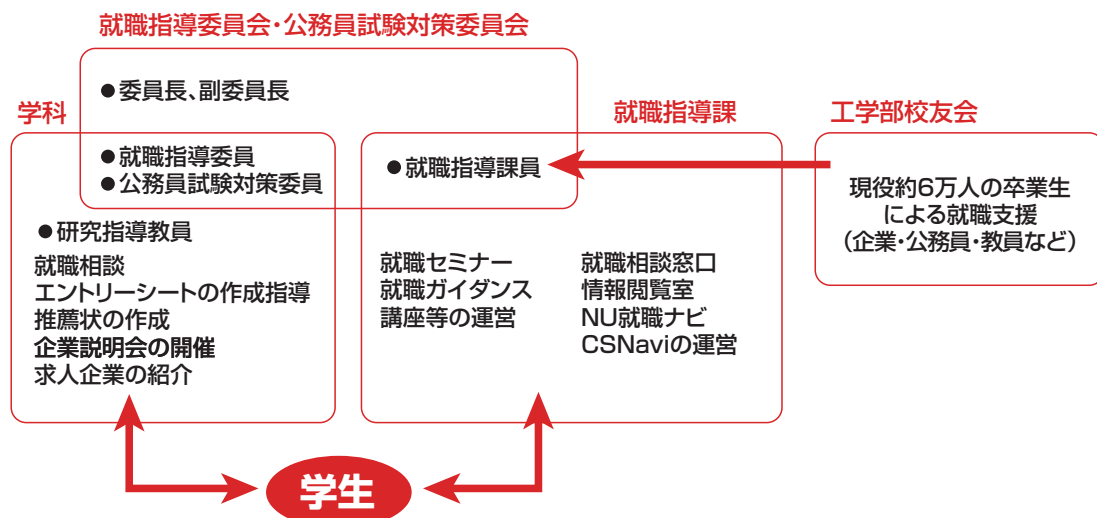 就職指導委員会・公務員試験対策委員会
●委員長、副委員長
学科
●就職指導委員
●公務員試験対策委員
●研究指導教員
就職相談
エントリーシートの作成指導
推薦状の作成
企業説明会の開催
求人企業の紹介
就職指導課
●就職指導課員
就職セミナー
就職ガイダンス
講座等の運営
就職相談窓口
情報閲覧室
NU就職ナビ
CSNaviの運営
工学部校友会
現役約6万人の卒業生
による就職支援
（企業・公務員・教員など）
学生